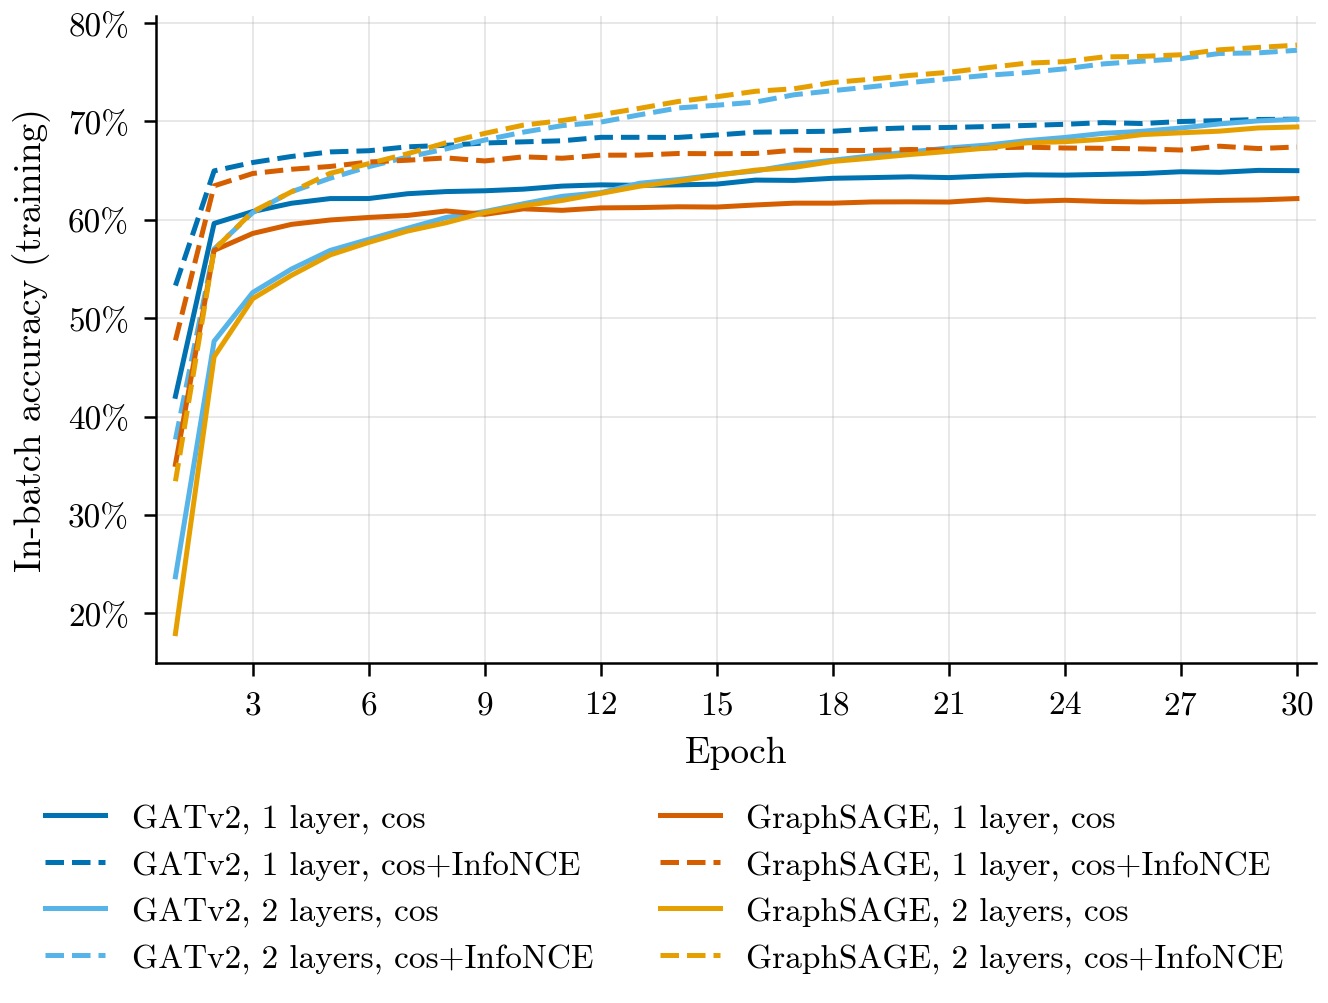 80%
70%
60%
50%
40%
30%
20%
In-batch accuracy (training)
3 6 9 12 15 18 21 24 27 30
Epoch
GATv2, 1 layer, cos
GATv2, 1 layer, cos+InfoNCE
GATv2, 2 layers, cos
GATv2, 2 layers, cos+InfoNCE
GraphSAGE, 1 layer, cos
GraphSAGE, 1 layer, cos+InfoNCE
GraphSAGE, 2 layers, cos
GraphSAGE, 2 layers, cos+InfoNCE